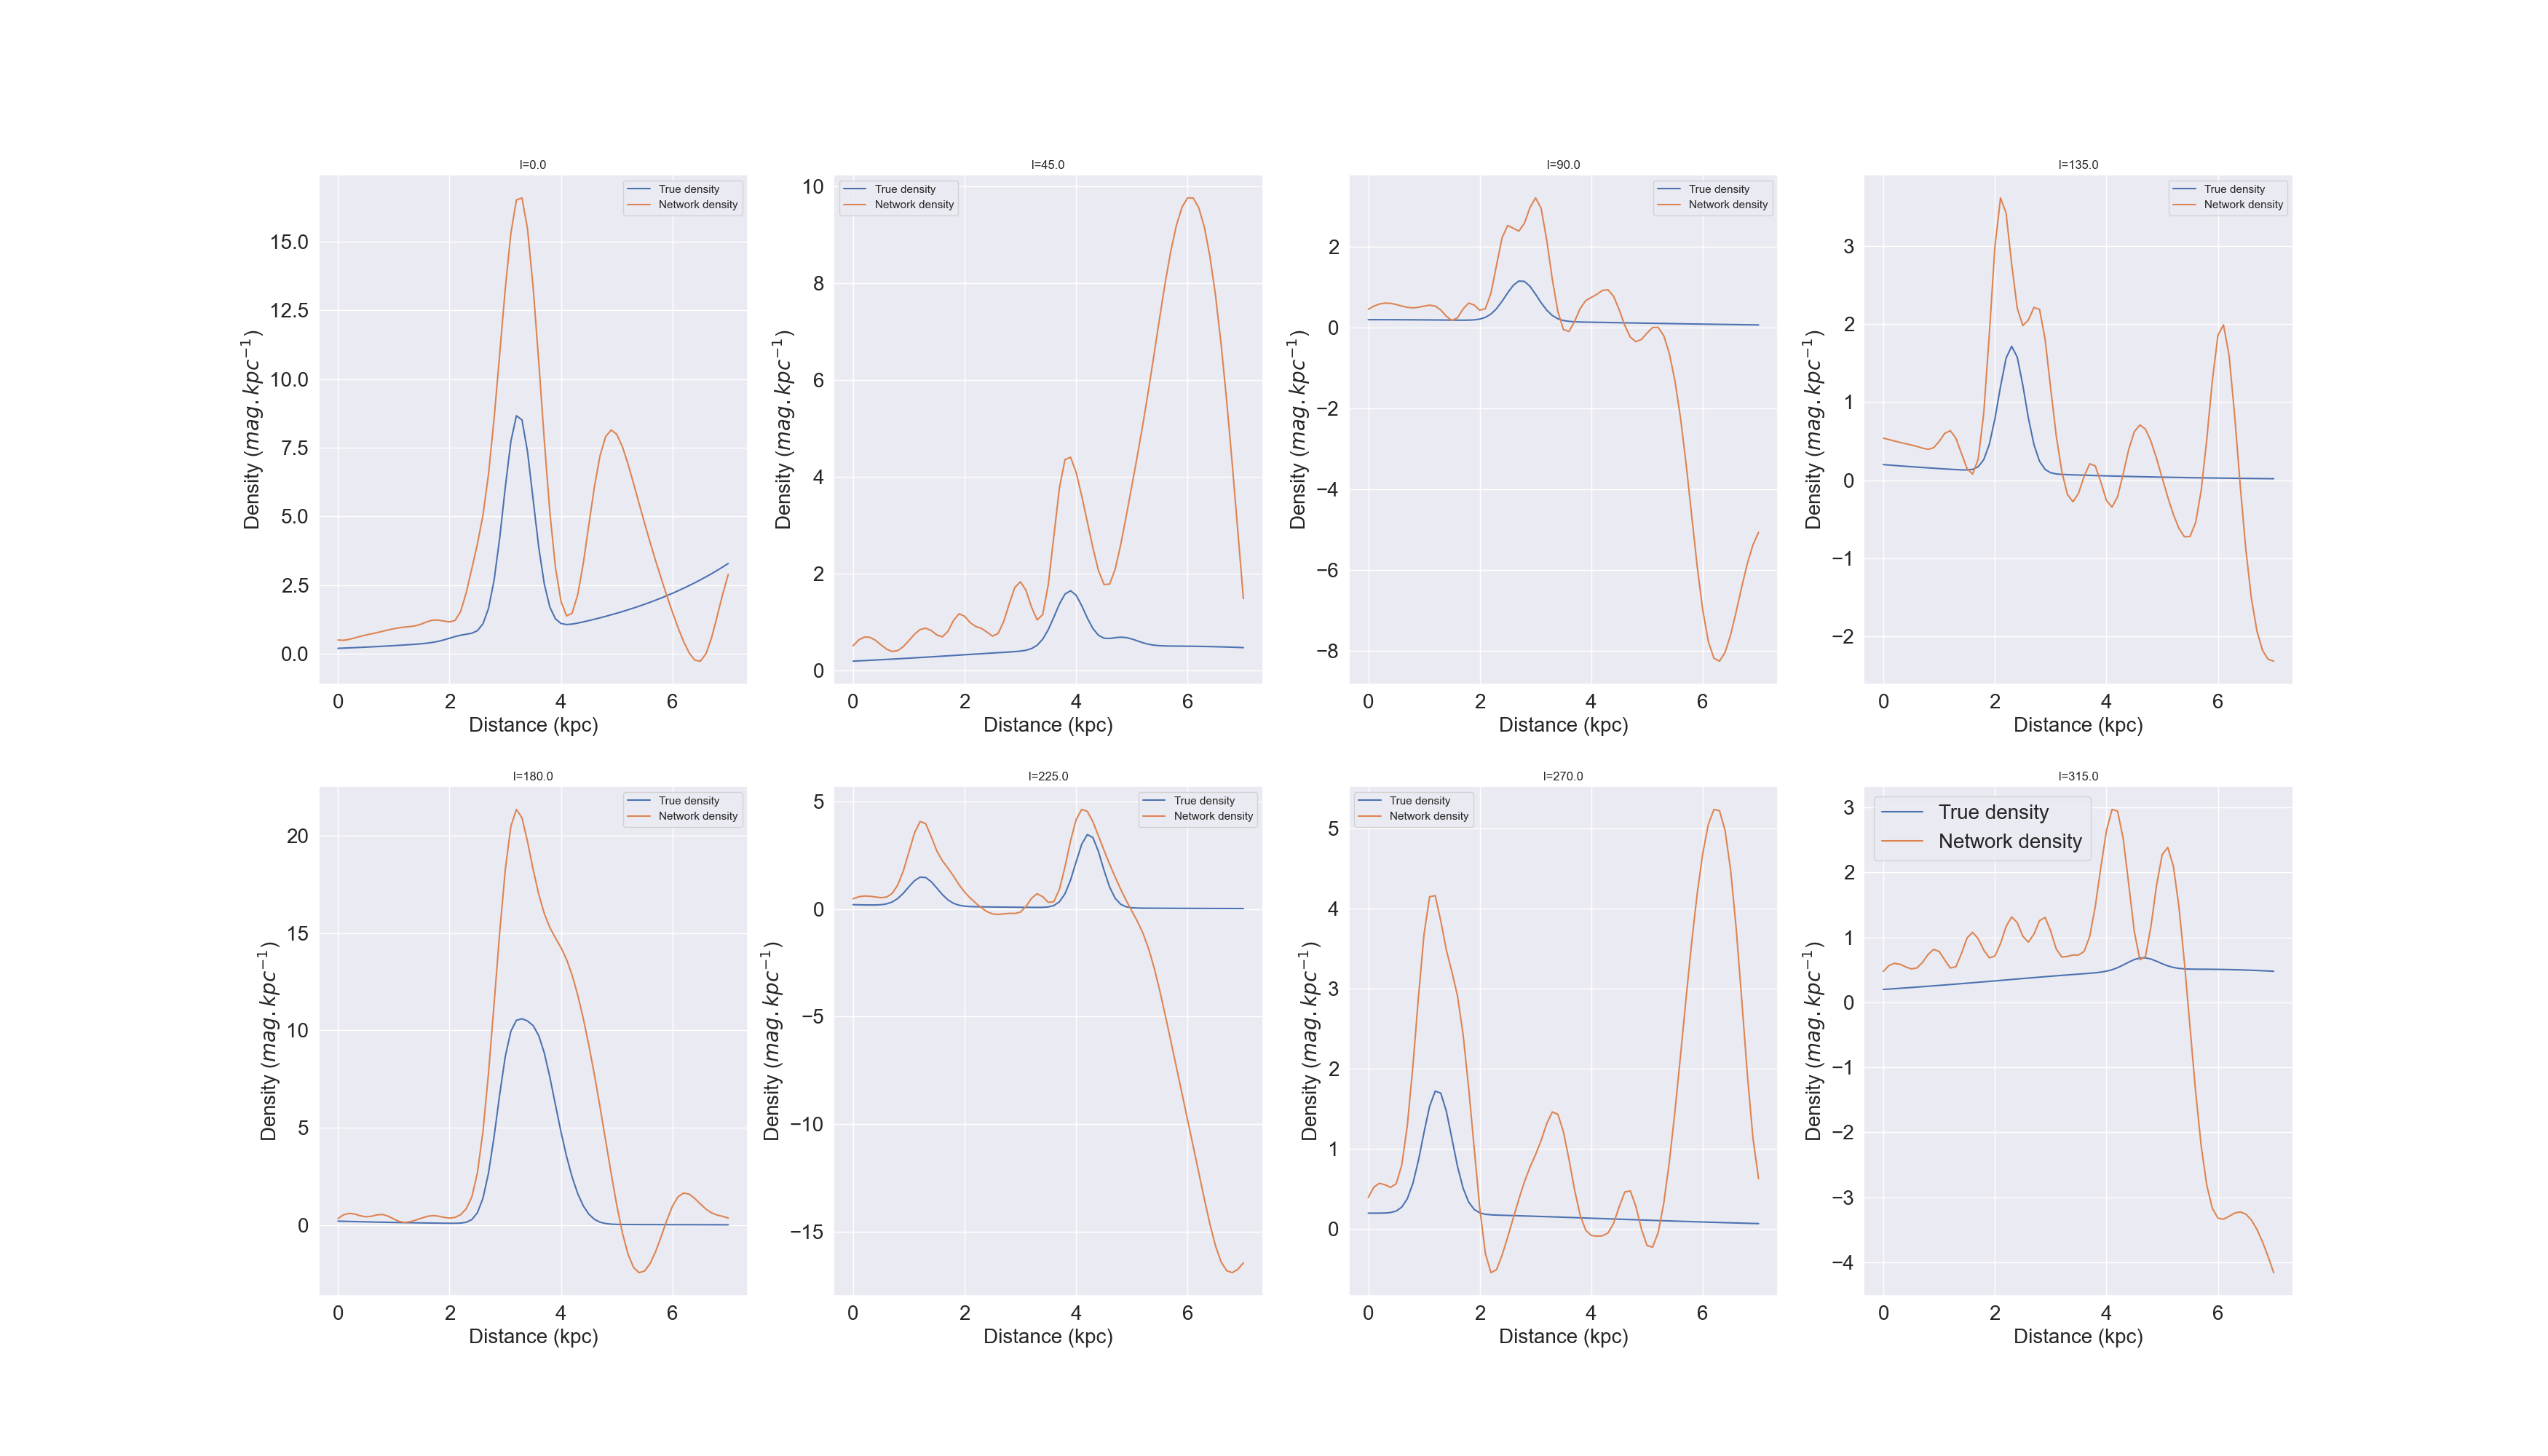 l=0.0
True density
Network density
15.0
12.5
10.0
7.5
5.0
2.5
0.0
Density (mag.kpc⁻¹)
0 2 4 6
Distance (kpc)
l=45.0
True density
Network density
10
8
6
4
2
0
Density (mag.kpc⁻¹)
0 2 4 6
Distance (kpc)
l=90.0
True density
Network density
2
0
−2
−4
−6
−8
Density (mag.kpc⁻¹)
0 2 4 6
Distance (kpc)
l=135.0
True density
Network density
3
2
1
0
−1
−2
Density (mag.kpc⁻¹)
0 2 4 6
Distance (kpc)
l=180.0
True density
Network density
20
15
10
5
0
Density (mag.kpc⁻¹)
0 2 4 6
Distance (kpc)
l=225.0
True density
Network density
5
0
−5
−10
−15
Density (mag.kpc⁻¹)
0 2 4 6
Distance (kpc)
l=270.0
True density
Network density
5
4
3
2
1
0
Density (mag.kpc⁻¹)
0 2 4 6
Distance (kpc)
l=315.0
True density
Network density
3
2
1
0
−1
−2
−3
−4
Density (mag.kpc⁻¹)
0 2 4 6
Distance (kpc)